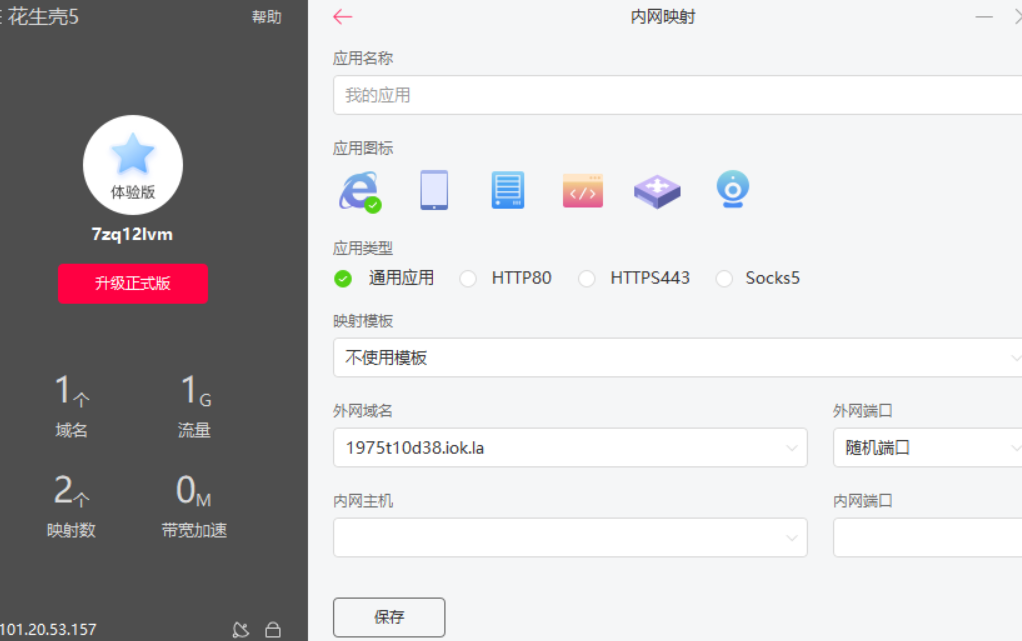 花生壳5
帮助
体验版
7zq12lvm
升级正式版
1个
域名
1G
流量
2个
映射数
0M
带宽加速
101.20.53.157
内网映射
应用名称
我的应用
应用图标
应用类型
通用应用 HTTP80 HTTPS443 Socks5
映射模板
不使用模板
外网域名 外网端口
1975t10d38.iok.la 随机端口
内网主机 内网端口
保存